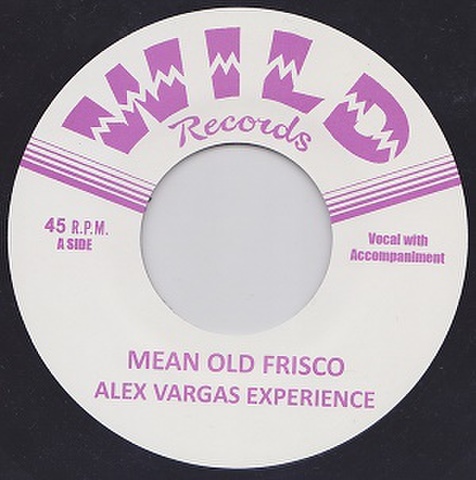 WILD
Records
45 R.P.M.
A SIDE
Vocal with
Accompaniment
MEAN OLD FRISCO
ALEX VARGAS EXPERIENCE